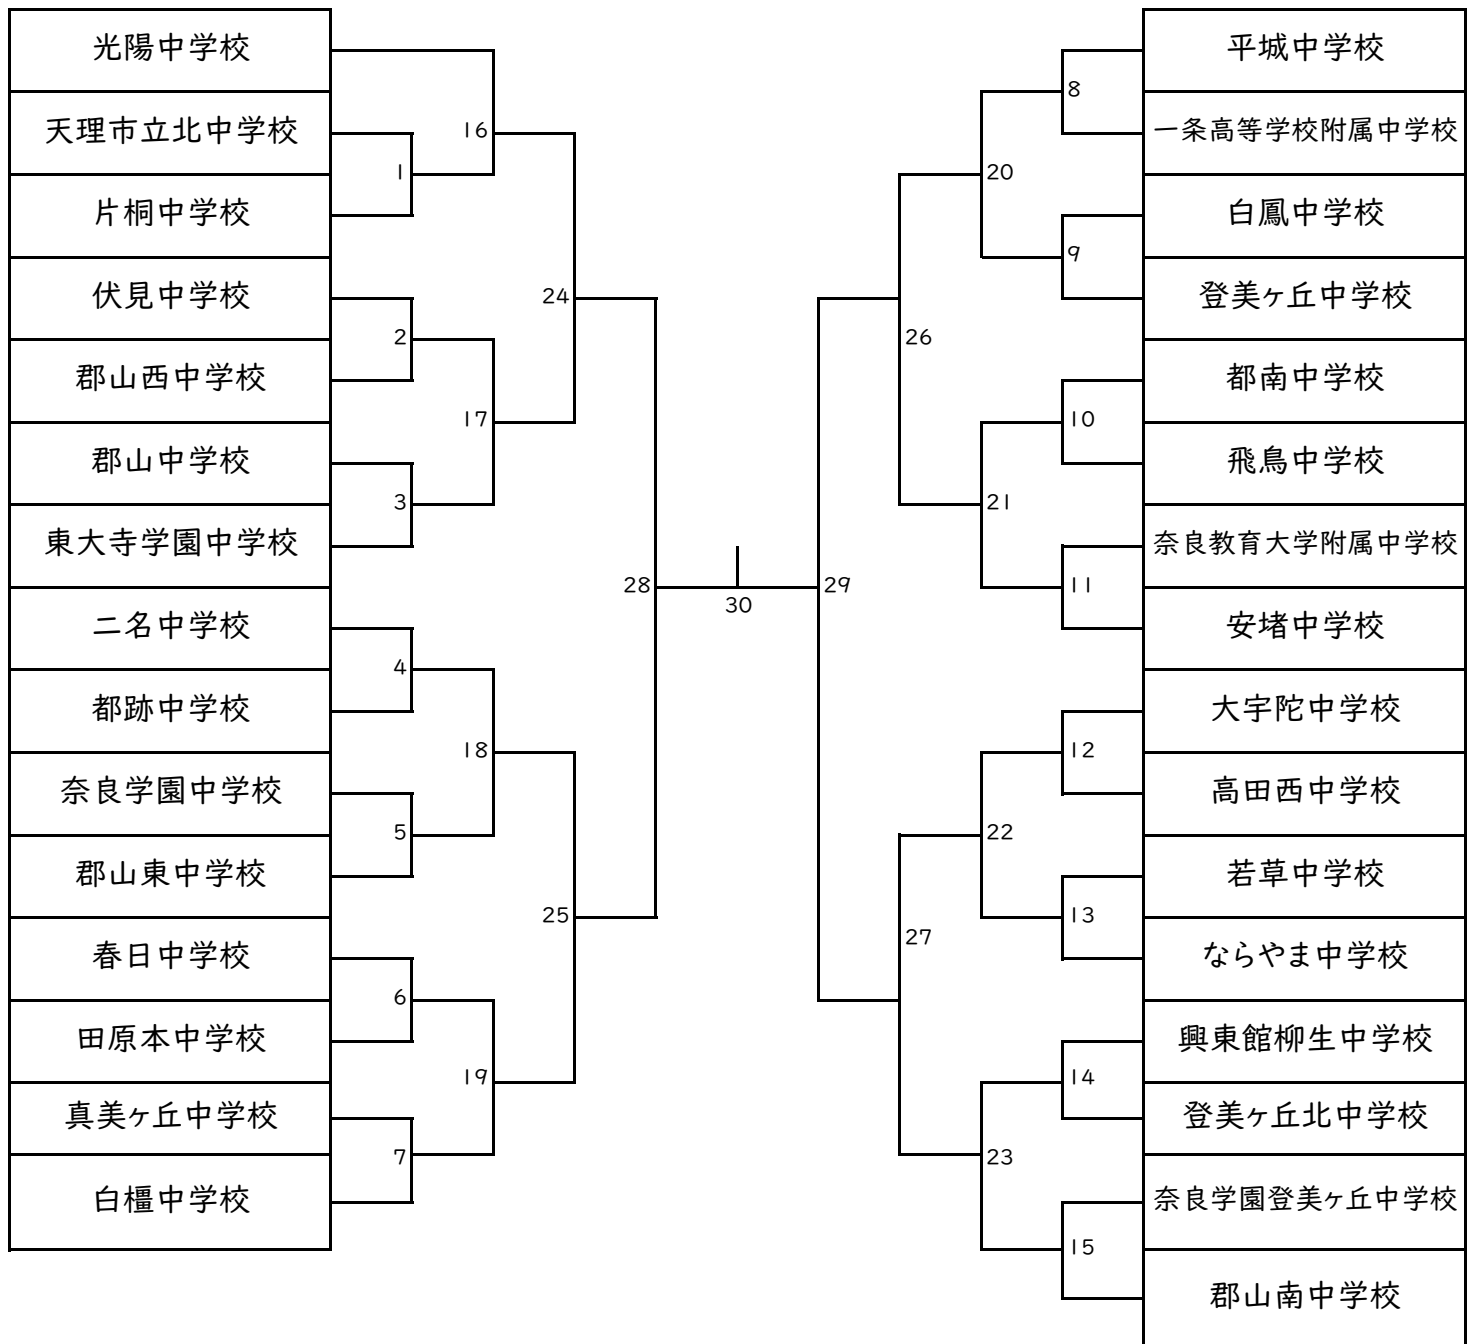 光陽中学校
天理市立北中学校
片桐中学校
伏見中学校
郡山西中学校
郡山中学校
東大寺学園中学校
二名中学校
都跡中学校
奈良学園中学校
郡山東中学校
春日中学校
田原本中学校
真美ヶ丘中学校
白橿中学校
1
2
3
4
5
6
7
16
17
18
19
24
25
28
30
29
26
27
20
21
22
23
8
9
10
11
12
13
14
15
平城中学校
一条高等学校附属中学校
白鳳中学校
登美ヶ丘中学校
都南中学校
飛鳥中学校
奈良教育大学附属中学校
安堵中学校
大宇陀中学校
高田西中学校
若草中学校
ならやま中学校
興東館柳生中学校
登美ヶ丘北中学校
奈良学園登美ヶ丘中学校
郡山南中学校